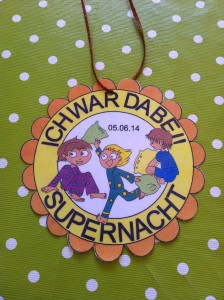 ICH WAR DABEI!
05.06.14
SUPERNACHT